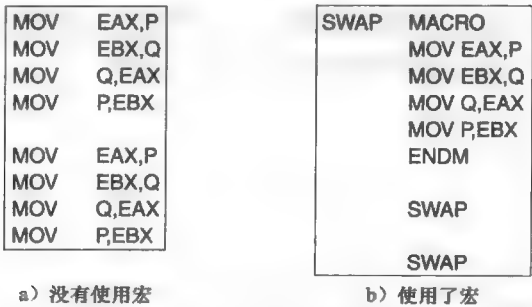 MOV EAX,P
MOV EBX,Q
MOV Q,EAX
MOV P,EBX
MOV EAX,P
MOV EBX,Q
MOV Q,EAX
MOV P,EBX
a）没有使用宏
SWAP MACRO
MOV EAX,P
MOV EBX,Q
MOV Q,EAX
MOV P,EBX
ENDM
SWAP
SWAP
b）使用了宏